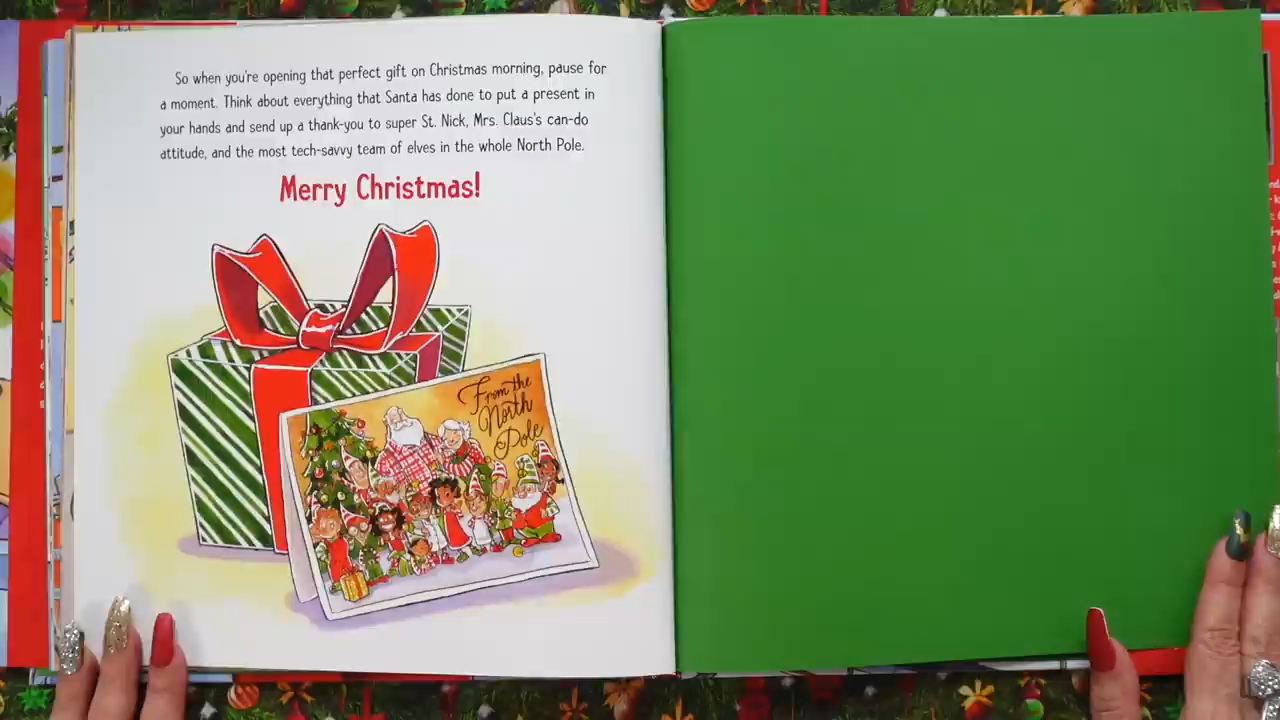 So when you're opening that perfect gift on Christmas morning, pause for
a moment. Think about everything that Santa has done to put a present in
your hands and send up a thank-you to super St. Nick, Mrs. Claus's can-do
attitude, and the most tech-savvy team of elves in the whole North Pole.
Merry Christmas!
From the
North
Pole